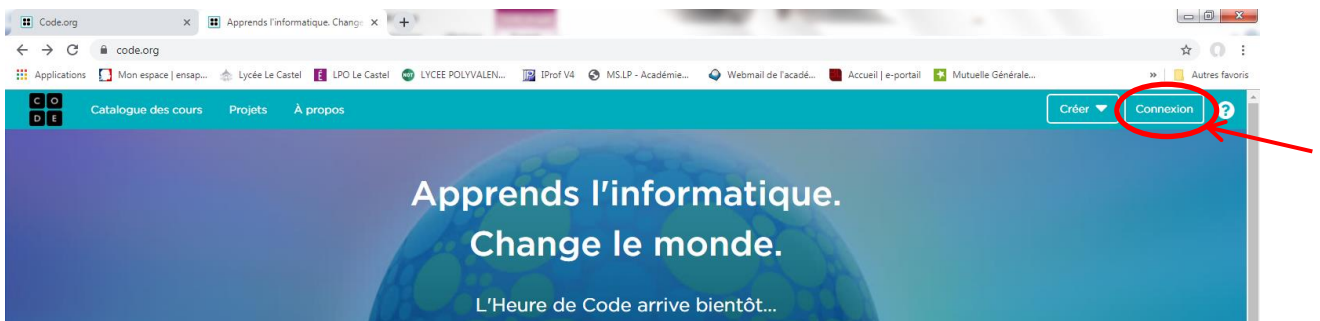 Code.org
Apprends l'informatique. Change
code.org
Applications Mon espace | ensap... Lycée Le Castel LPO Le Castel LYCEE POLYVALEN... IProf V4 MS.LP - Académie... Webmail de l'acadé... Accueil | e-portail Mutuelle Générale... » Autres favoris
C O
D E
Catalogue des cours Projets À propos Créer Connexion ?
Apprends l'informatique.
Change le monde.
L'Heure de Code arrive bientôt...